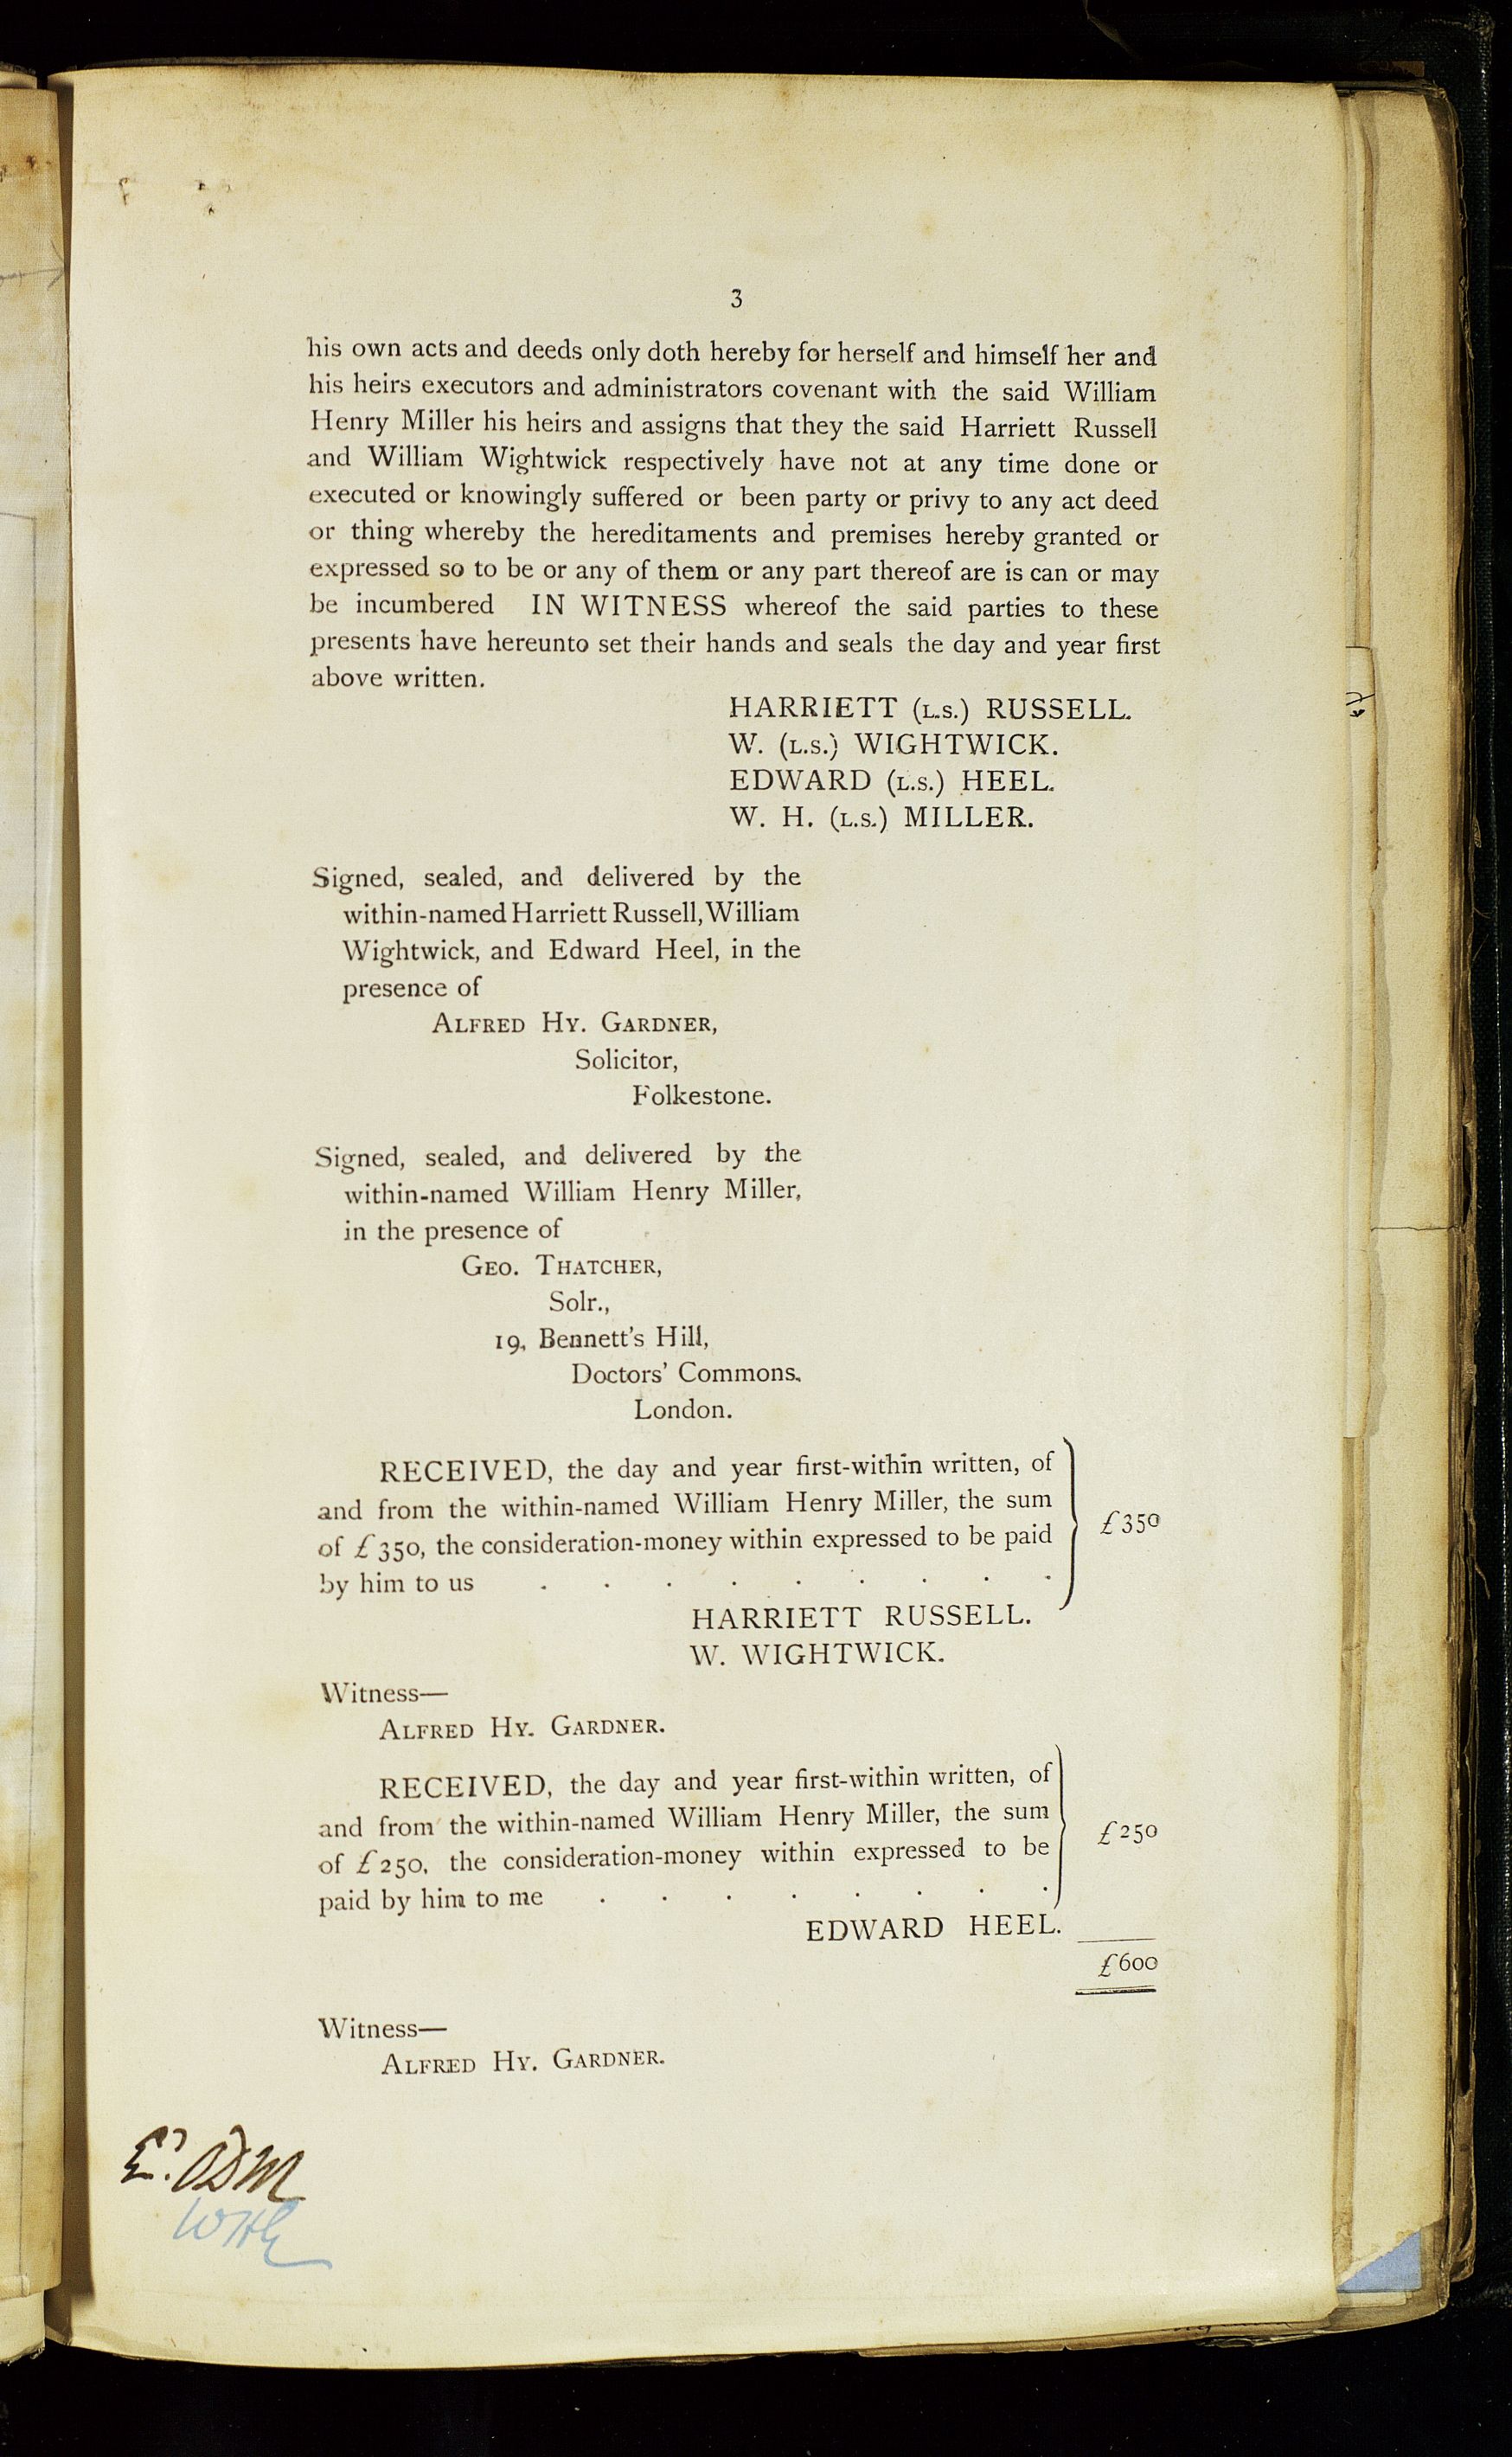 3
his own acts and deeds only doth hereby for herself and himself her and
his heirs executors and administrators covenant with the said William
Henry Miller his heirs and assigns that they the said Harriett Russell
and William Wightwick respectively have not at any time done or
executed or knowingly suffered or been party or privy to any act deed
or thing whereby the hereditaments and premises hereby granted or
expressed so to be or any of them or any part thereof are is can or may
be incumbered IN WITNESS whereof the said parties to these
presents have hereunto set their hands and seals the day and year first
above written.
HARRIETT (L.S.) RUSSELL.
W. (L.S.) WIGHTWICK.
EDWARD (L.S.) HEEL.
W. H. (L.S.) MILLER.
Signed, sealed, and delivered by the
within-named Harriett Russell, William
Wightwick, and Edward Heel, in the
presence of
ALFRED HY. GARDNER,
Solicitor,
Folkestone.
Signed, sealed, and delivered by the
within-named William Henry Miller,
in the presence of
GEO. THATCHER,
Solr.,
19, Bennett's Hill,
Doctors' Commons,
London.
RECEIVED, the day and year first-within written, of
and from the within-named William Henry Miller, the sum
of £350, the consideration-money within expressed to be paid
by him to us . . . . . . . . .
£350
HARRIETT RUSSELL.
W. WIGHTWICK.
Witness—
ALFRED HY. GARDNER.
RECEIVED, the day and year first-within written, of
and from the within-named William Henry Miller, the sum
of £250, the consideration-money within expressed to be
paid by him to me . . . . . . . .
£250
EDWARD HEEL.
£600
Witness—
ALFRED HY. GARDNER.